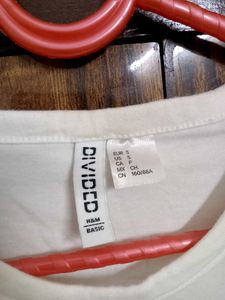 DIVIDED
H&M
BASIC
EUR S
US S
CA P
MX CH
CN 160/88A